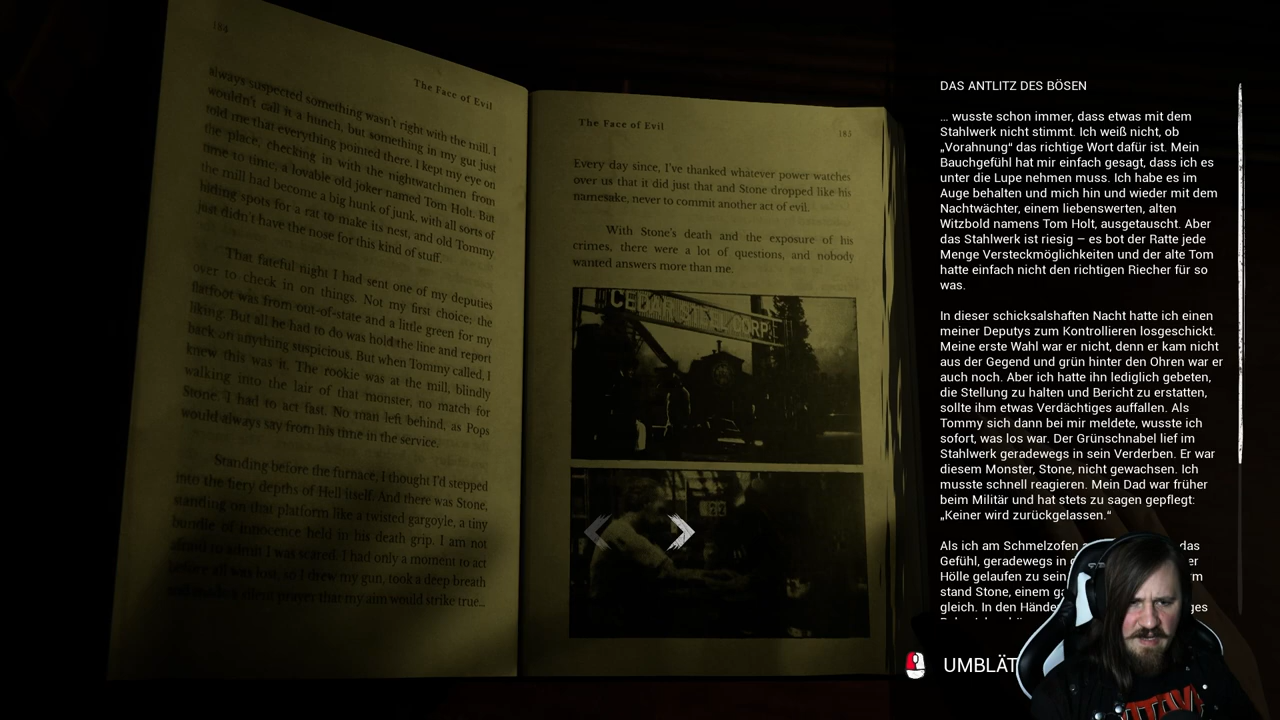 184
The Face of Evil
always suspected something wasn't right with the mill. I
wouldn't call it a hunch, but something in my gut just
told me that everything pointed there. I kept my eye on
the place, checking in with the nightwatchmen from
time to time, a lovable old joker named Tom Holt. But
the mill had become a big hunk of junk, with all sorts of
hiding spots for a rat to make its nest, and old Tommy
just didn't have the nose for this kind of stuff.
That fateful night I had sent one of my deputies
over to check in on things. Not my first choice; the
flatfoot was from out-of-state and a little green for my
liking. But all he had to do was hold the line and report
back on anything suspicious. But when Tommy called, I
knew this was it. The rookie was at the mill, blindly
walking into the lair of that monster, no match for
Stone. I had to act fast. No man left behind, as Pops
would always say from his time in the service.
Standing before the furnace, I thought I'd stepped
into the fiery depths of Hell itself. And there was Stone,
standing on that platform like a twisted gargoyle, a tiny
bundle of innocence held in his death grip. I am not
afraid to admit I was scared. I had only a moment to act
before all was lost, so I drew my gun, took a deep breath
and made a silent prayer that my aim would strike true...
The Face of Evil
185
Every day since, I've thanked whatever power watches
over us that it did just that and Stone dropped like his
namesake, never to commit another act of evil.
With Stone's death and the exposure of his
crimes, there were a lot of questions, and nobody
wanted answers more than me.
CORP.
22
DAS ANTLITZ DES BÖSEN
... wusste schon immer, dass etwas mit dem
Stahlwerk nicht stimmt. Ich weiß nicht, ob
„Vorahnung“ das richtige Wort dafür ist. Mein
Bauchgefühl hat mir einfach gesagt, dass ich es
unter die Lupe nehmen muss. Ich habe es im
Auge behalten und mich hin und wieder mit dem
Nachtwächter, einem liebenswerten, alten
Witzbold namens Tom Holt, ausgetauscht. Aber
das Stahlwerk ist riesig – es bot der Ratte jede
Menge Versteckmöglichkeiten und der alte Tom
hatte einfach nicht den richtigen Riecher für so
was.
In dieser schicksalshaften Nacht hatte ich einen
meiner Deputys zum Kontrollieren losgeschickt.
Meine erste Wahl war er nicht, denn er kam nicht
aus der Gegend und grün hinter den Ohren war er
auch noch. Aber ich hatte ihn lediglich gebeten,
die Stellung zu halten und Bericht zu erstatten,
sollte ihm etwas Verdächtiges auffallen. Als
Tommy sich dann bei mir meldete, wusste ich
sofort, was los war. Der Grünschnabel lief im
Stahlwerk geradewegs in sein Verderben. Er war
diesem Monster, Stone, nicht gewachsen. Ich
musste schnell reagieren. Mein Dad war früher
beim Militär und hat stets zu sagen gepflegt:
„Keiner wird zurückgelassen.“
Als ich am Schmelzofen das
Gefühl, geradewegs in
Hölle gelaufen zu sein
stand Stone, einem
gleich. In den Hände
UMBLÄT